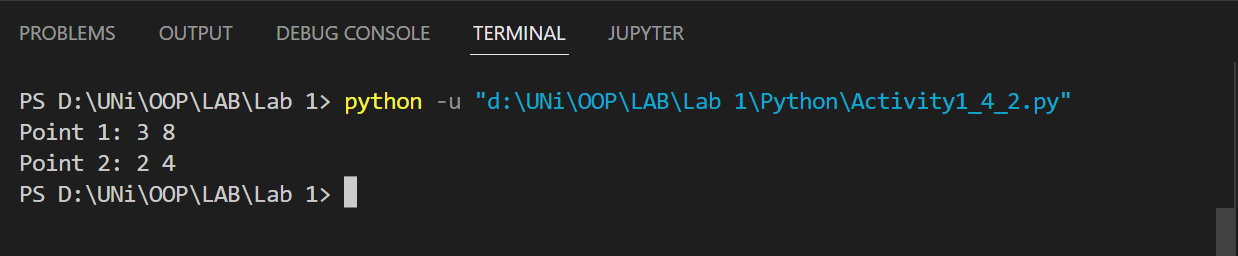 PROBLEMS OUTPUT DEBUG CONSOLE TERMINAL JUPYTER
PS D:\UNi\OOP\LAB\Lab 1> python -u "d:\UNi\OOP\LAB\Lab 1\Python\Activity1_4_2.py"
Point 1: 3 8
Point 2: 2 4
PS D:\UNi\OOP\LAB\Lab 1>